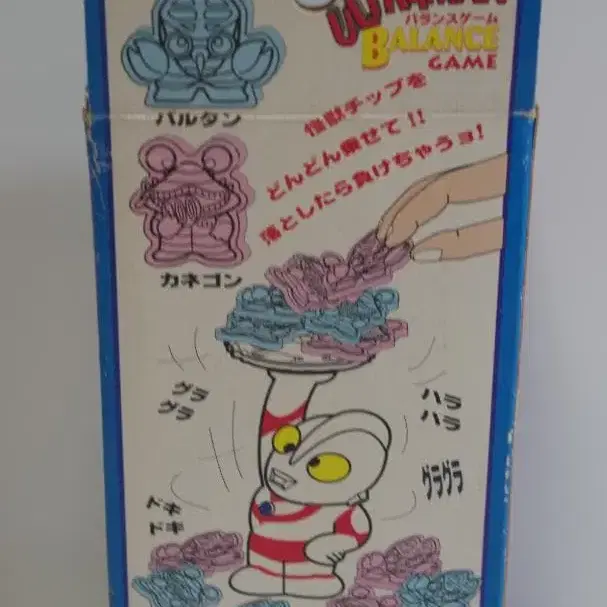 ULTRAMAN
バランスゲーム
BALANCE
GAME
バルタン
怪獣チップを
どんどん乗せて!!
落としたら負けちゃうョ!
カネゴン
グラ
グラ
ハラ
ハラ
グラグラ
ドキ
ドキ